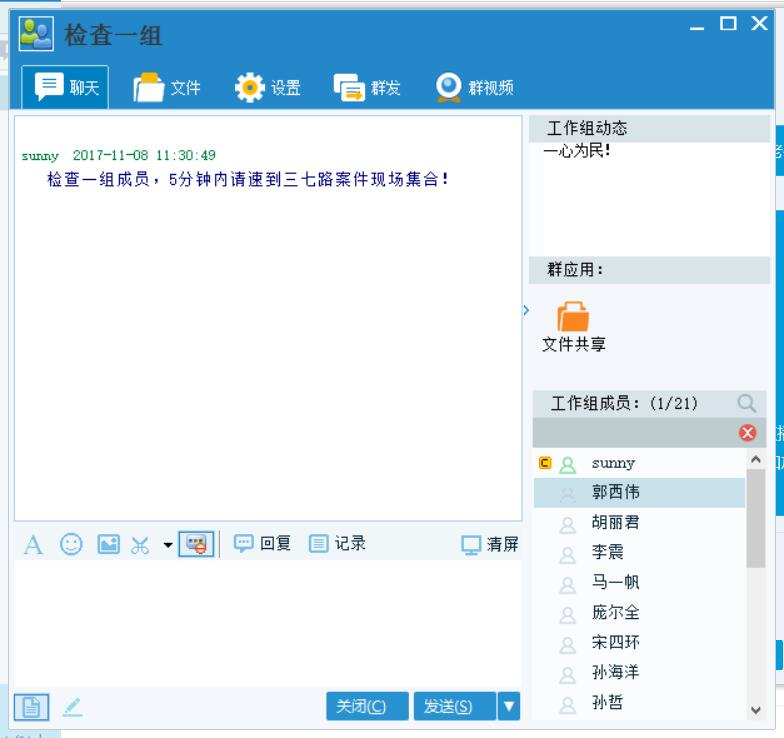 检查一组
聊天 文件 设置 群发 群视频
sunny 2017-11-08 11:30:49
检查一组成员，5分钟内请速到三七路案件现场集合！
工作组动态
一心为民！
群应用：
文件共享
工作组成员：(1/21)
C sunny
郭西伟
胡丽君
李震
马一帆
庞尔全
宋四环
孙海洋
孙哲
A 回复 记录 清屏
关闭(C) 发送(S)